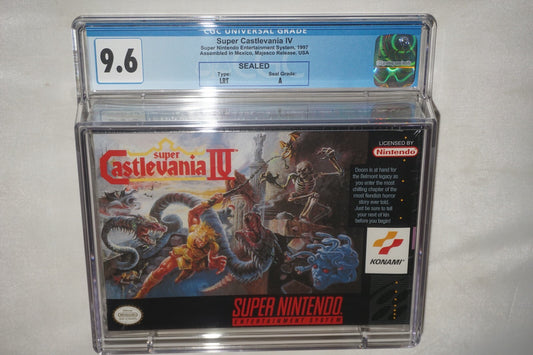 CGC UNIVERSAL GRADE
9.6
Super Castlevania IV
Super Nintendo Entertainment System, 1997
Assembled in Mexico, Majesco Release, USA
SEALED
Type:
LRT
Seal Grade:
A
super
Castlevania IV
LICENSED BY
Nintendo
Doom is at hand for
the Belmont legacy as
you enter the most
chilling chapter of the
most fiendish horror
story ever told.
Just be sure to tell
your next of kin
before you begin!
KONAMI
SUPER NINTENDO
ENTERTAINMENT SYSTEM